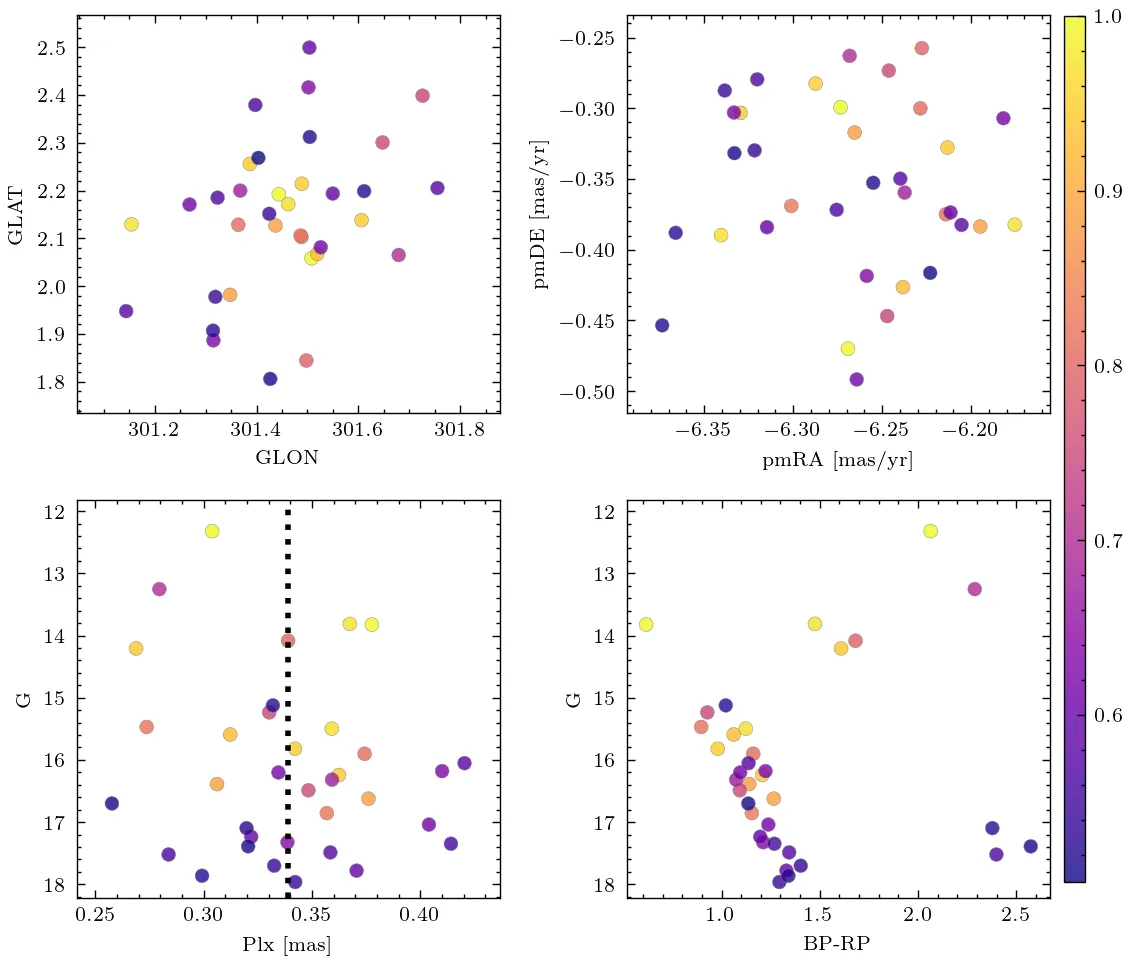 2.5
2.4
2.3
2.2
2.1
2.0
1.9
1.8
GLAT
301.2 301.4 301.6 301.8
GLON
−0.25
−0.30
−0.35
−0.40
−0.45
−0.50
pmDE [mas/yr]
−6.35 −6.30 −6.25 −6.20
pmRA [mas/yr]
1.0
0.9
0.8
0.7
0.6
12
13
14
15
16
17
18
G
0.25 0.30 0.35 0.40
Plx [mas]
12
13
14
15
16
17
18
G
1.0 1.5 2.0 2.5
BP-RP